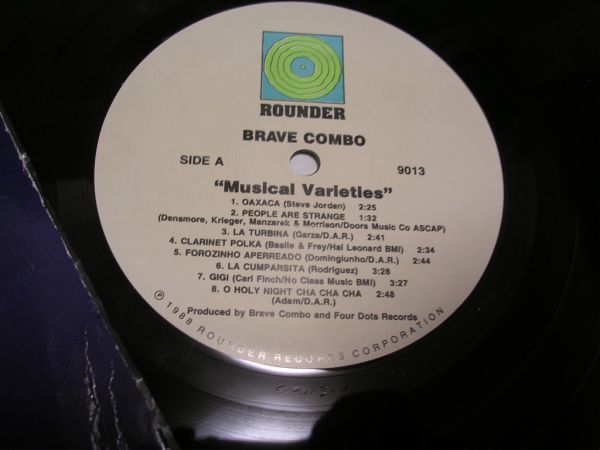 ROUNDER
BRAVE COMBO
SIDE A
9013
"Musical Varieties"
1. OAXACA (Steve Jordan) 2:25
2. PEOPLE ARE STRANGE 1:32
(Densmore, Krieger, Manzarek & Morrison/Doors Music Co ASCAP)
3. LA TURBINA (Garza/D.A.R.) 2:41
4. CLARINET POLKA (Basile & Frey/Hal Leonard BMI) 2:34
5. FOROZINHO APERREADO (Domingiunho/D.A.R.) 2:44
6. LA CUMPARSITA (Rodriguez) 3:28
7. GIGI (Carl Finch/No Class Music BMI) 3:27
8. O HOLY NIGHT CHA CHA CHA 2:48
(Adam/D.A.R.)
Produced by Brave Combo and Four Dots Records
℗ 1988 ROUNDER RECORDS CORPORATION